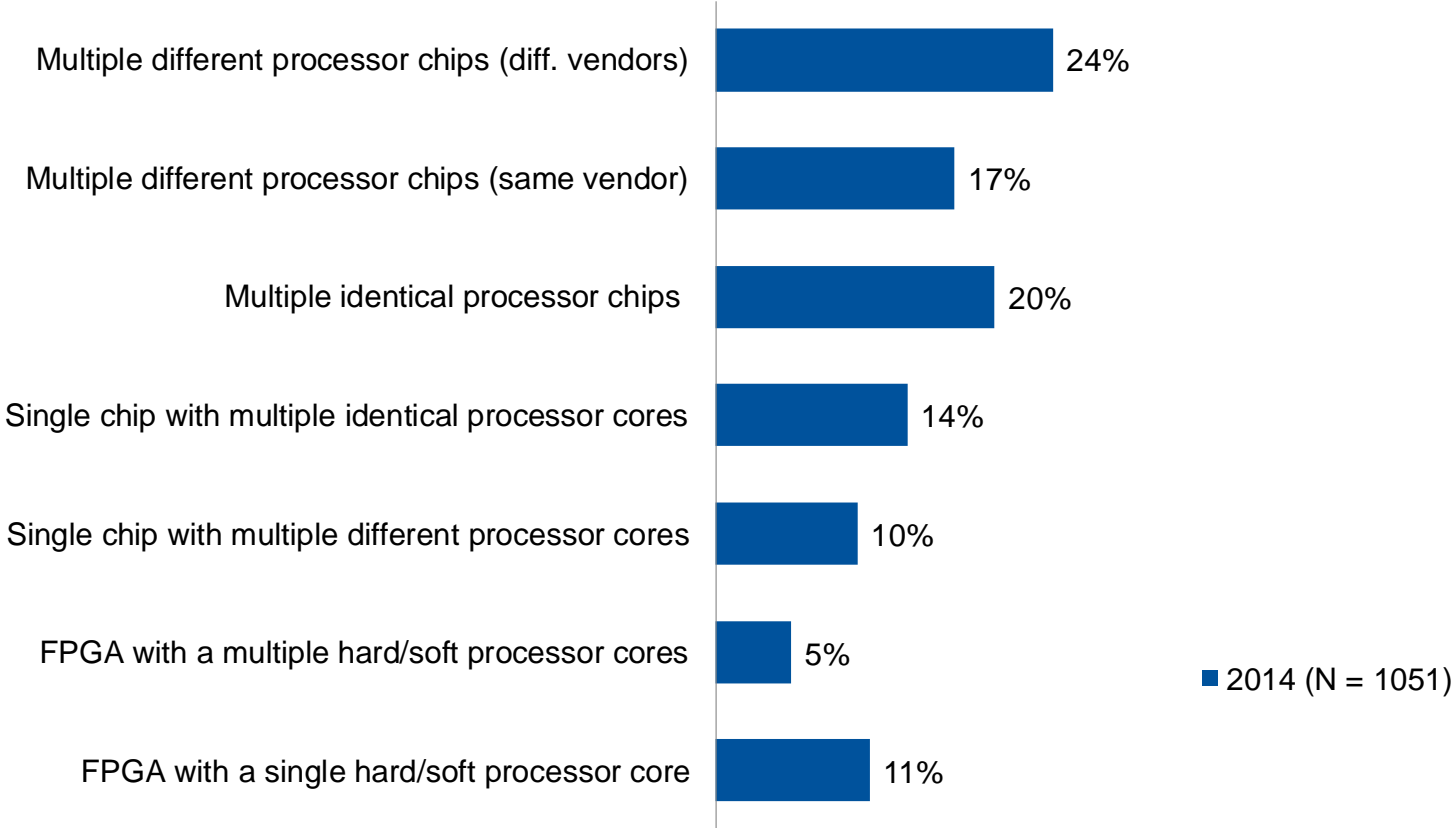 Multiple different processor chips (diff. vendors) 24%
Multiple different processor chips (same vendor) 17%
Multiple identical processor chips 20%
Single chip with multiple identical processor cores 14%
Single chip with multiple different processor cores 10%
FPGA with a multiple hard/soft processor cores 5%
2014 (N = 1051)
FPGA with a single hard/soft processor core 11%